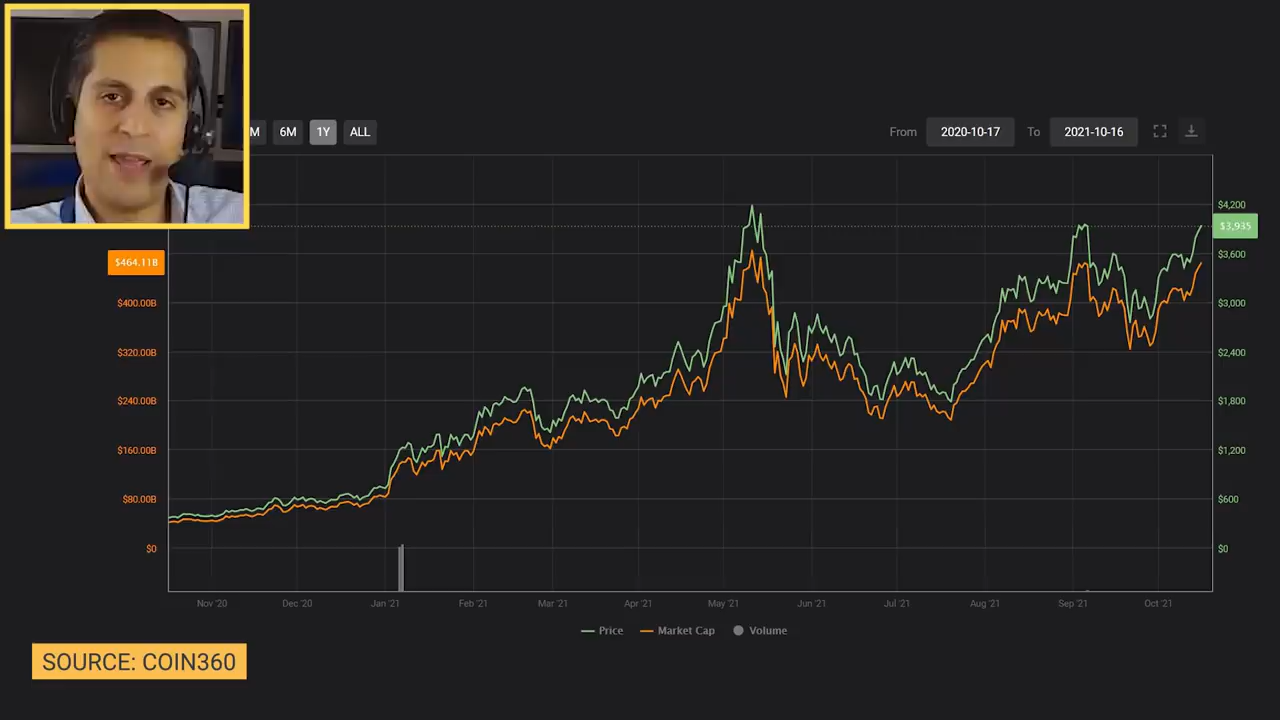 M 6M 1Y ALL
From 2020-10-17 To 2021-10-16
$4,200
$3,935
$464.11B $3,600
$400.00B $3,000
$320.00B $2,400
$240.00B $1,800
$160.00B $1,200
$80.00B $600
$0 $0
Nov '20 Dec '20 Jan '21 Feb '21 Mar '21 Apr '21 May '21 Jun '21 Jul '21 Aug '21 Sep '21 Oct '21
Price Market Cap Volume
SOURCE: COIN360